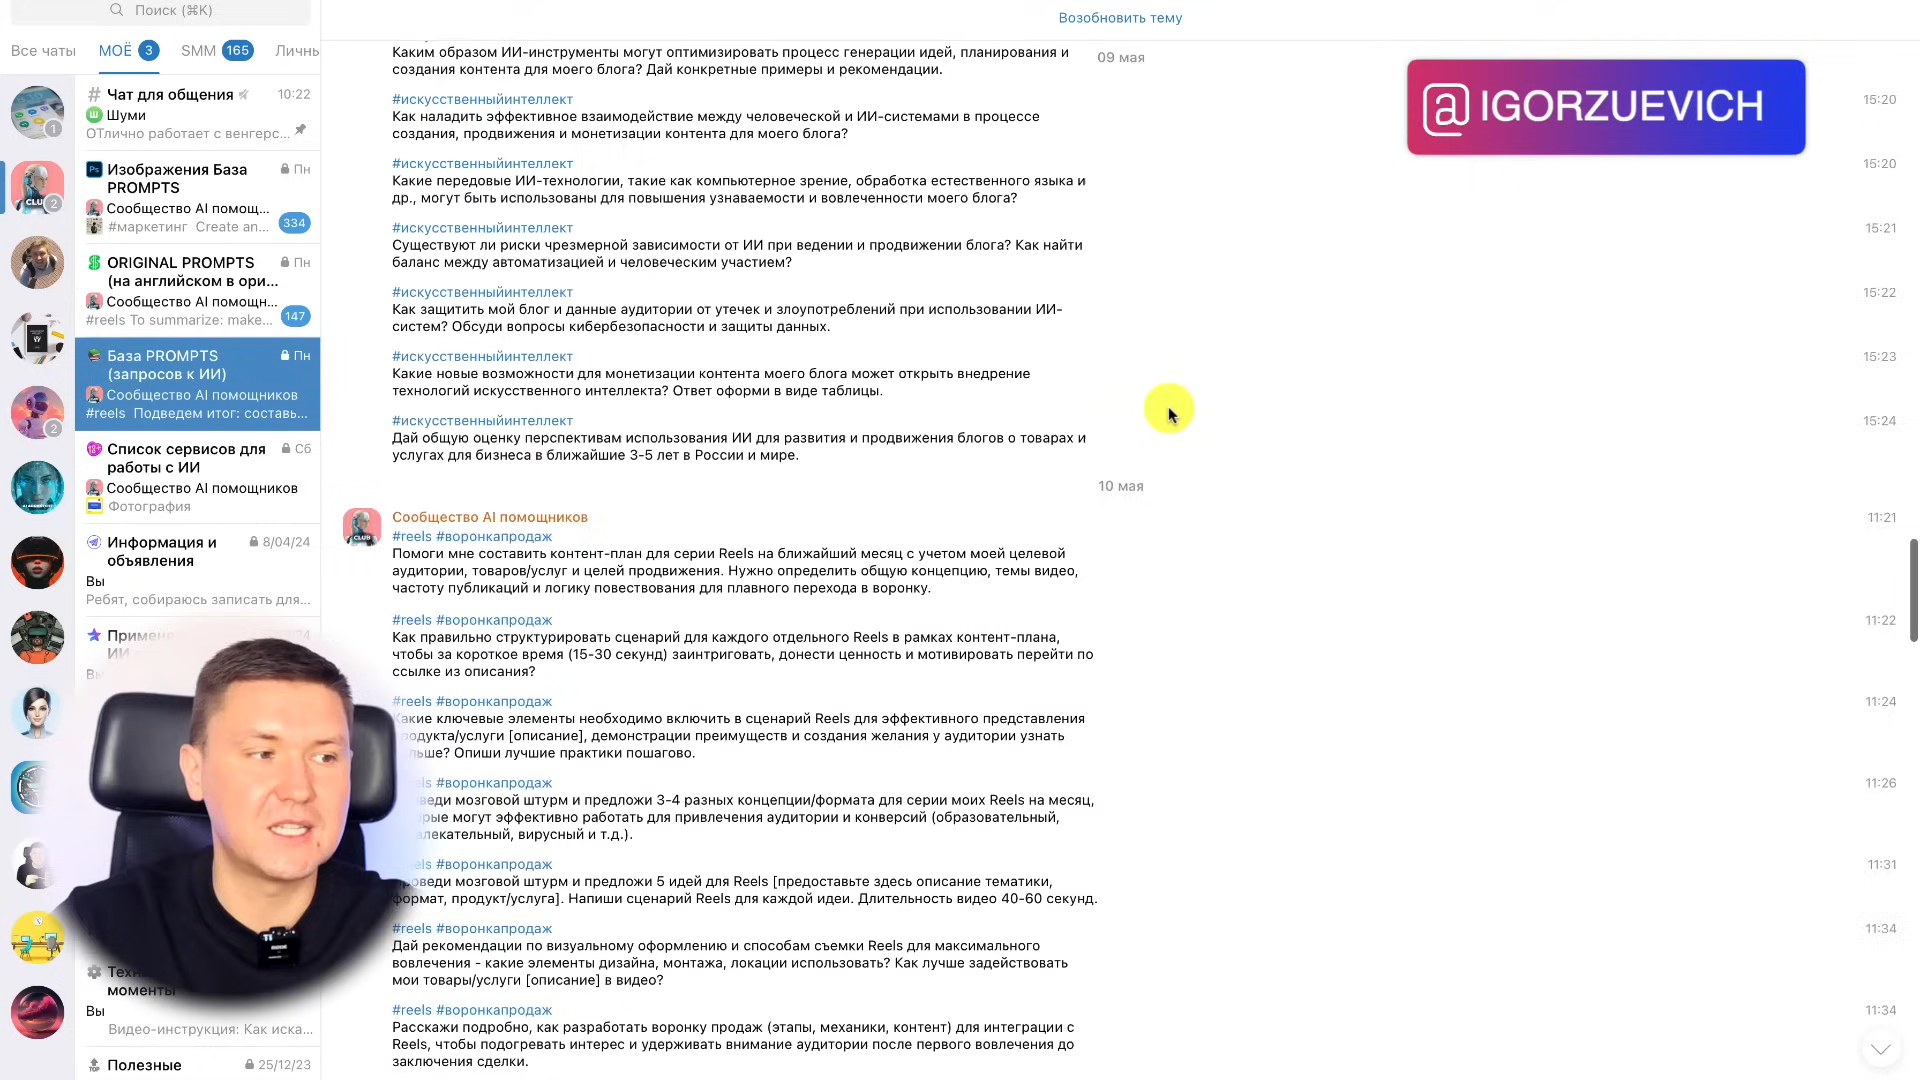 Поиск (⌘K)
Все чаты
МОЁ 3
SMM 165
Личны
1
2
2
# Чат для общения 10:22
Шуми
ОТлично работает с венгерс...
Изображения База Пн
PROMPTS
Сообщество AI помощ...
#маркетинг Create an... 334
ORIGINAL PROMPTS Пн
(на английском в ори...
Сообщество AI помощн...
#reels To summarize: make... 147
База PROMPTS Пн
(запросов к ИИ)
Сообщество AI помощников
#reels Подведем итог: составь...
Список сервисов для Сб
работы с ИИ
Сообщество AI помощников
Фотография
Информация и 8/04/24
объявления
Вы
Ребят, собираюсь записать для...
моменты
Вы
Видео-инструкция: Как иска...
Полезные 25/12/23
Возобновить тему
Каким образом ИИ-инструменты могут оптимизировать процесс генерации идей, планирования и
создания контента для моего блога? Дай конкретные примеры и рекомендации.
09 мая
@IGORZUEVICH
#искусственныйинтеллект 15:20
Как наладить эффективное взаимодействие между человеческой и ИИ-системами в процессе
создания, продвижения и монетизации контента для моего блога?
#искусственныйинтеллект 15:20
Какие передовые ИИ-технологии, такие как компьютерное зрение, обработка естественного языка и
др., могут быть использованы для повышения узнаваемости и вовлеченности моего блога?
#искусственныйинтеллект 15:21
Существуют ли риски чрезмерной зависимости от ИИ при ведении и продвижении блога? Как найти
баланс между автоматизацией и человеческим участием?
#искусственныйинтеллект 15:22
Как защитить мой блог и данные аудитории от утечек и злоупотреблений при использовании ИИ-
систем? Обсуди вопросы кибербезопасности и защиты данных.
#искусственныйинтеллект 15:23
Какие новые возможности для монетизации контента моего блога может открыть внедрение
технологий искусственного интеллекта? Ответ оформи в виде таблицы.
#искусственныйинтеллект 15:24
Дай общую оценку перспективам использования ИИ для развития и продвижения блогов о товарах и
услугах для бизнеса в ближайшие 3-5 лет в России и мире.
10 мая
Сообщество AI помощников 11:21
#reels #воронкапродаж
Помоги мне составить контент-план для серии Reels на ближайший месяц с учетом моей целевой
аудитории, товаров/услуг и целей продвижения. Нужно определить общую концепцию, темы видео,
частоту публикаций и логику повествования для плавного перехода в воронку.
#reels #воронкапродаж 11:22
Как правильно структурировать сценарий для каждого отдельного Reels в рамках контент-плана,
чтобы за короткое время (15-30 секунд) заинтриговать, донести ценность и мотивировать перейти по
ссылке из описания?
#reels #воронкапродаж 11:24
Какие ключевые элементы необходимо включить в сценарий Reels для эффективного представления
продукта/услуги [описание], демонстрации преимуществ и создания желания у аудитории узнать
больше? Опиши лучшие практики пошагово.
#воронкапродаж 11:26
мозговой штурм и предложи 3-4 разных концепции/формата для серии моих Reels на месяц,
могут эффективно работать для привлечения аудитории и конверсий (образовательный,
вирусный и т.д.).
#воронкапродаж 11:31
Проведи мозговой штурм и предложи 5 идей для Reels [предоставьте здесь описание тематики,
формат, продукт/услуга]. Напиши сценарий Reels для каждой идеи. Длительность видео 40-60 секунд.
#reels #воронкапродаж 11:34
Дай рекомендации по визуальному оформлению и способам съемки Reels для максимального
вовлечения - какие элементы дизайна, монтажа, локации использовать? Как лучше задействовать
мои товары/услуги [описание] в видео?
#reels #воронкапродаж 11:34
Расскажи подробно, как разработать воронку продаж (этапы, механики, контент) для интеграции с
Reels, чтобы подогревать интерес и удерживать внимание аудитории после первого вовлечения до
заключения сделки.